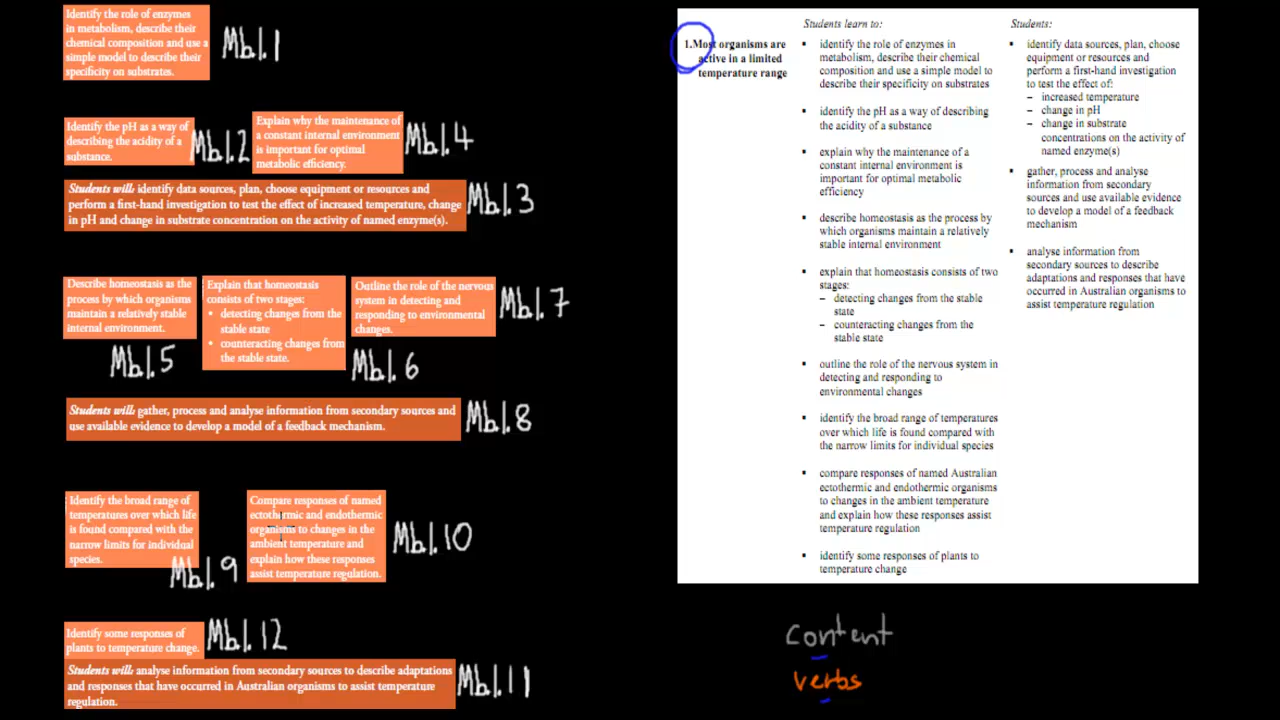 Identify the role of enzymes
in metabolism, describe their
chemical composition and use a
simple model to describe their
specificity on substrates.
Mb1.1
Identify the pH as a way of
describing the acidity of a
substance.
Mb1.2
Explain why the maintenance of
a constant internal environment
is important for optimal
metabolic efficiency.
Mb1.4
Students will: identify data sources, plan, choose equipment or resources and
perform a first-hand investigation to test the effect of increased temperature, change
in pH and change in substrate concentration on the activity of named enzyme(s).
Mb1.3
Describe homeostasis as the
process by which organisms
maintain a relatively stable
internal environment.
Mb1.5
Explain that homeostasis
consists of two stages:
• detecting changes from the
stable state
• counteracting changes from
the stable state.
Mb1.6
Outline the role of the nervous
system in detecting and
responding to environmental
changes.
Mb1.7
Students will: gather, process and analyse information from secondary sources and
use available evidence to develop a model of a feedback mechanism.
Mb1.8
Identify the broad range of
temperatures over which life
is found compared with the
narrow limits for individual
species.
Mb1.9
Compare responses of named
ectothermic and endothermic
organisms to changes in the
ambient temperature and
explain how these responses
assist temperature regulation.
Mb1.10
Identify some responses of
plants to temperature change.
Mb1.12
Students will: analyse information from secondary sources to describe adaptations
and responses that have occurred in Australian organisms to assist temperature
regulation.
Mb1.11
1.Most organisms are
active in a limited
temperature range
Students learn to:
▪ identify the role of enzymes in
metabolism, describe their chemical
composition and use a simple model to
describe their specificity on substrates
▪ identify the pH as a way of describing
the acidity of a substance
▪ explain why the maintenance of a
constant internal environment is
important for optimal metabolic
efficiency
▪ describe homeostasis as the process by
which organisms maintain a relatively
stable internal environment
▪ explain that homeostasis consists of two
stages:
– detecting changes from the stable
state
– counteracting changes from the
stable state
▪ outline the role of the nervous system in
detecting and responding to
environmental changes
▪ identify the broad range of temperatures
over which life is found compared with
the narrow limits for individual species
▪ compare responses of named Australian
ectothermic and endothermic organisms
to changes in the ambient temperature
and explain how these responses assist
temperature regulation
▪ identify some responses of plants to
temperature change
Students:
▪ identify data sources, plan, choose
equipment or resources and
perform a first-hand investigation
to test the effect of:
– increased temperature
– change in pH
– change in substrate
concentrations on the activity of
named enzyme(s)
▪ gather, process and analyse
information from secondary
sources and use available evidence
to develop a model of a feedback
mechanism
▪ analyse information from
secondary sources to describe
adaptations and responses that have
occurred in Australian organisms to
assist temperature regulation
content
verbs